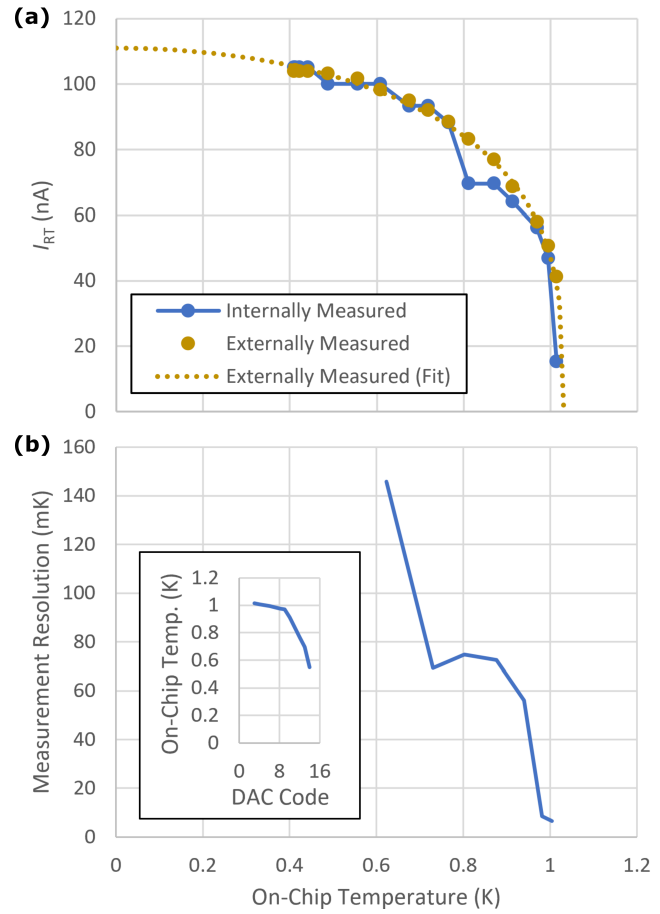 (a)
120
100
80
60
40
20
0
I_RT (nA)
Internally Measured
Externally Measured
Externally Measured (Fit)
(b)
160
140
120
100
80
60
40
20
0
Measurement Resolution (mK)
1.2
1
0.8
0.6
0.4
0.2
0
On-Chip Temp. (K)
0 8 16
DAC Code
0 0.4 0.6 0.8 1 1.2
On-Chip Temperature (K)